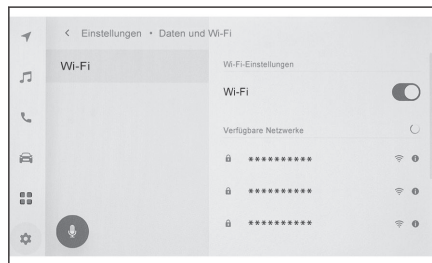 < Einstellungen • Daten und Wi-Fi
Wi-Fi
Wi-Fi-Einstellungen
Wi-Fi
Verfügbare Netzwerke
**********
**********
**********